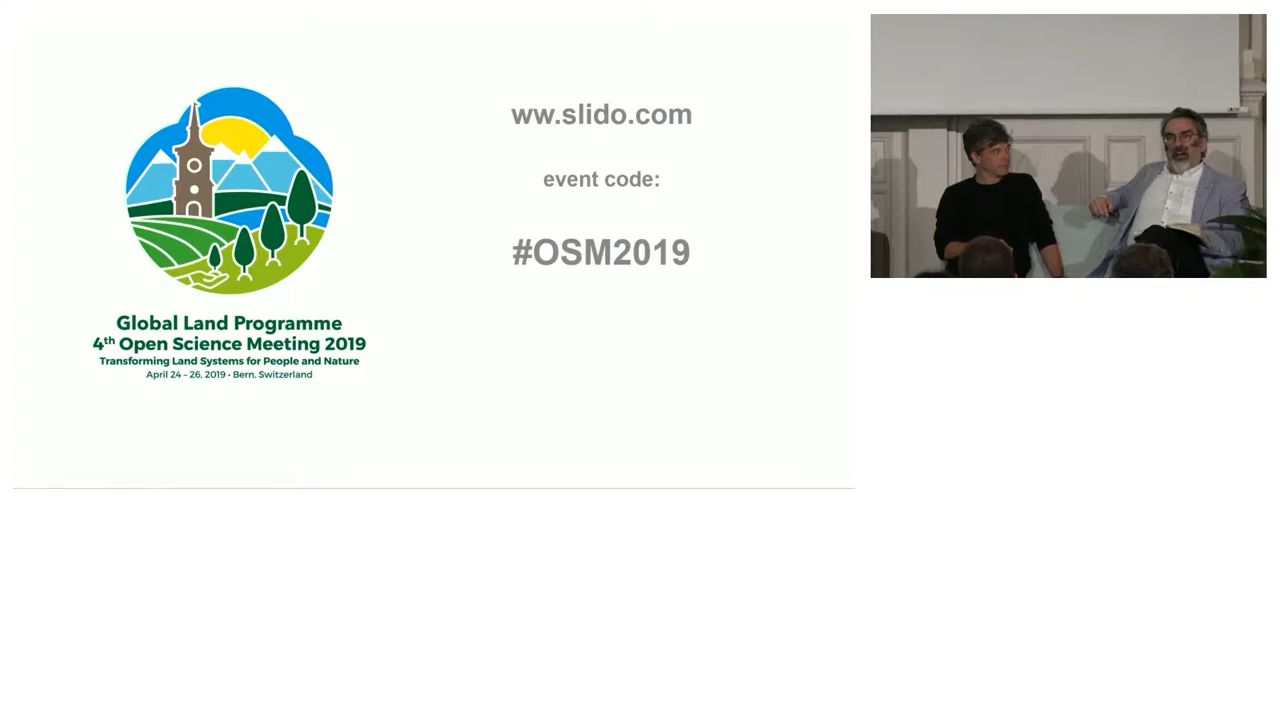 Global Land Programme
4th Open Science Meeting 2019
Transforming Land Systems for People and Nature
April 24 – 26, 2019 • Bern, Switzerland
ww.slido.com
event code:
#OSM2019